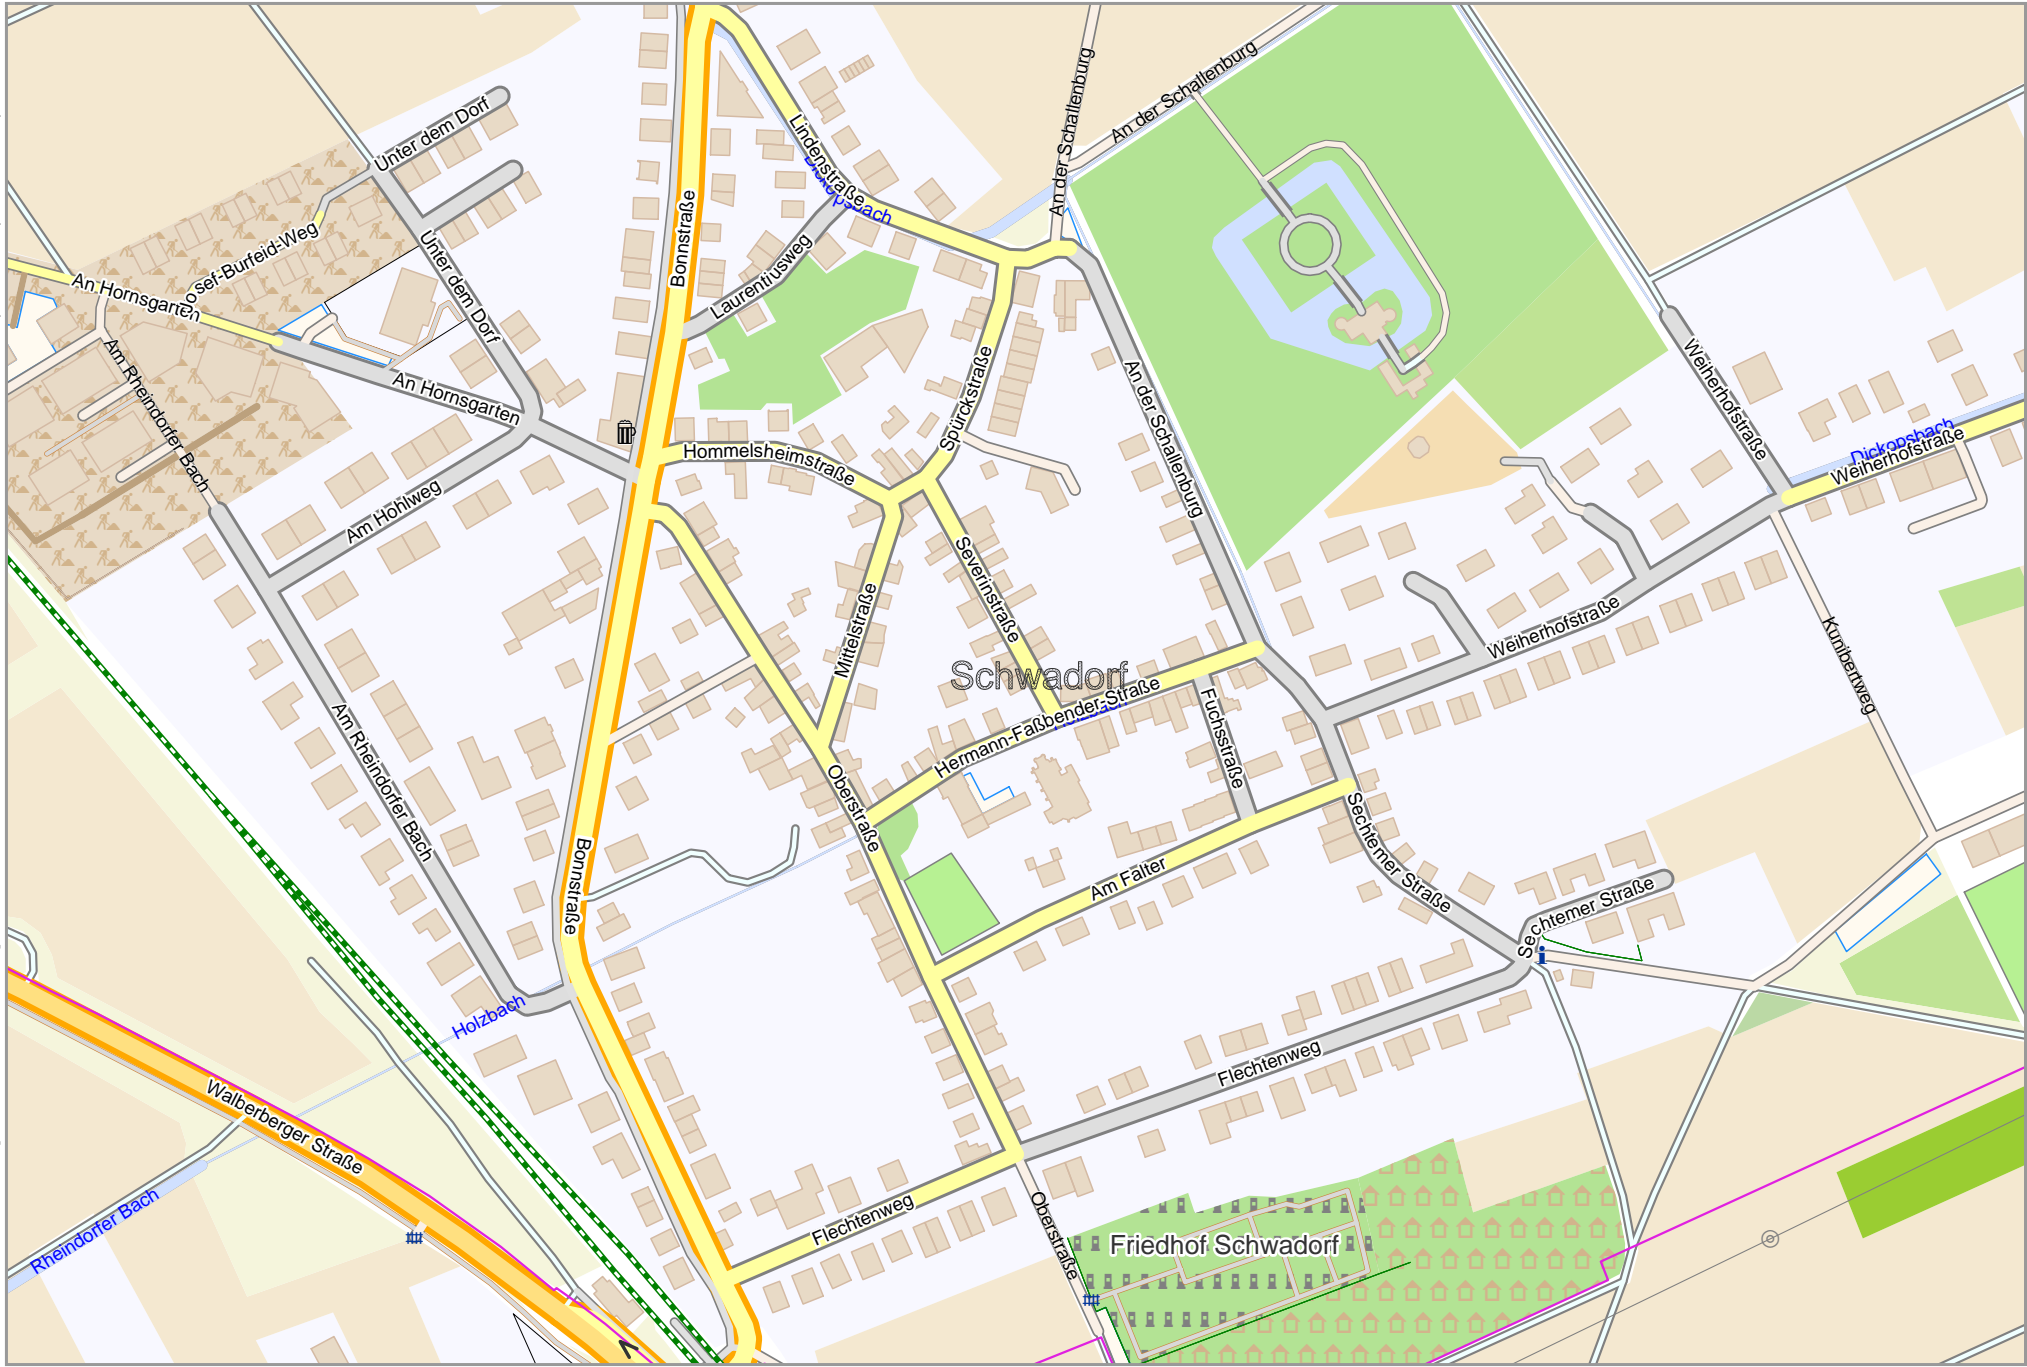 An der Schallenburg
An der Schallenburg
Unter dem Dorf
Lindenstraße
Dickopsbach
Bonnstraße
Josef-Burfeid-Weg
Unter dem Dorf
Laurentiusweg
An Hornsgarten
Am Rheindorfer Bach
An Hornsgarten
Spürckstraße
An der Schallenburg
Weiherhofstraße
Hommelsheimstraße
Dickopsbach
Weiherhofstraße
Am Hohlweg
Severinstraße
Mittelstraße
Weiherhofstraße
Kunibertweg
Schwadorf
Hermann-Faßbender-Straße
Holzbach
Fuchsstraße
Am Rheindorfer Bach
Oberstraße
Bonnstraße
Sechtemer Straße
Am Falter
Sechtemer Straße
Holzbach
Flechtenweg
Walberberger Straße
Rheindorfer Bach
Flechtenweg
Oberstraße
Friedhof Schwadorf